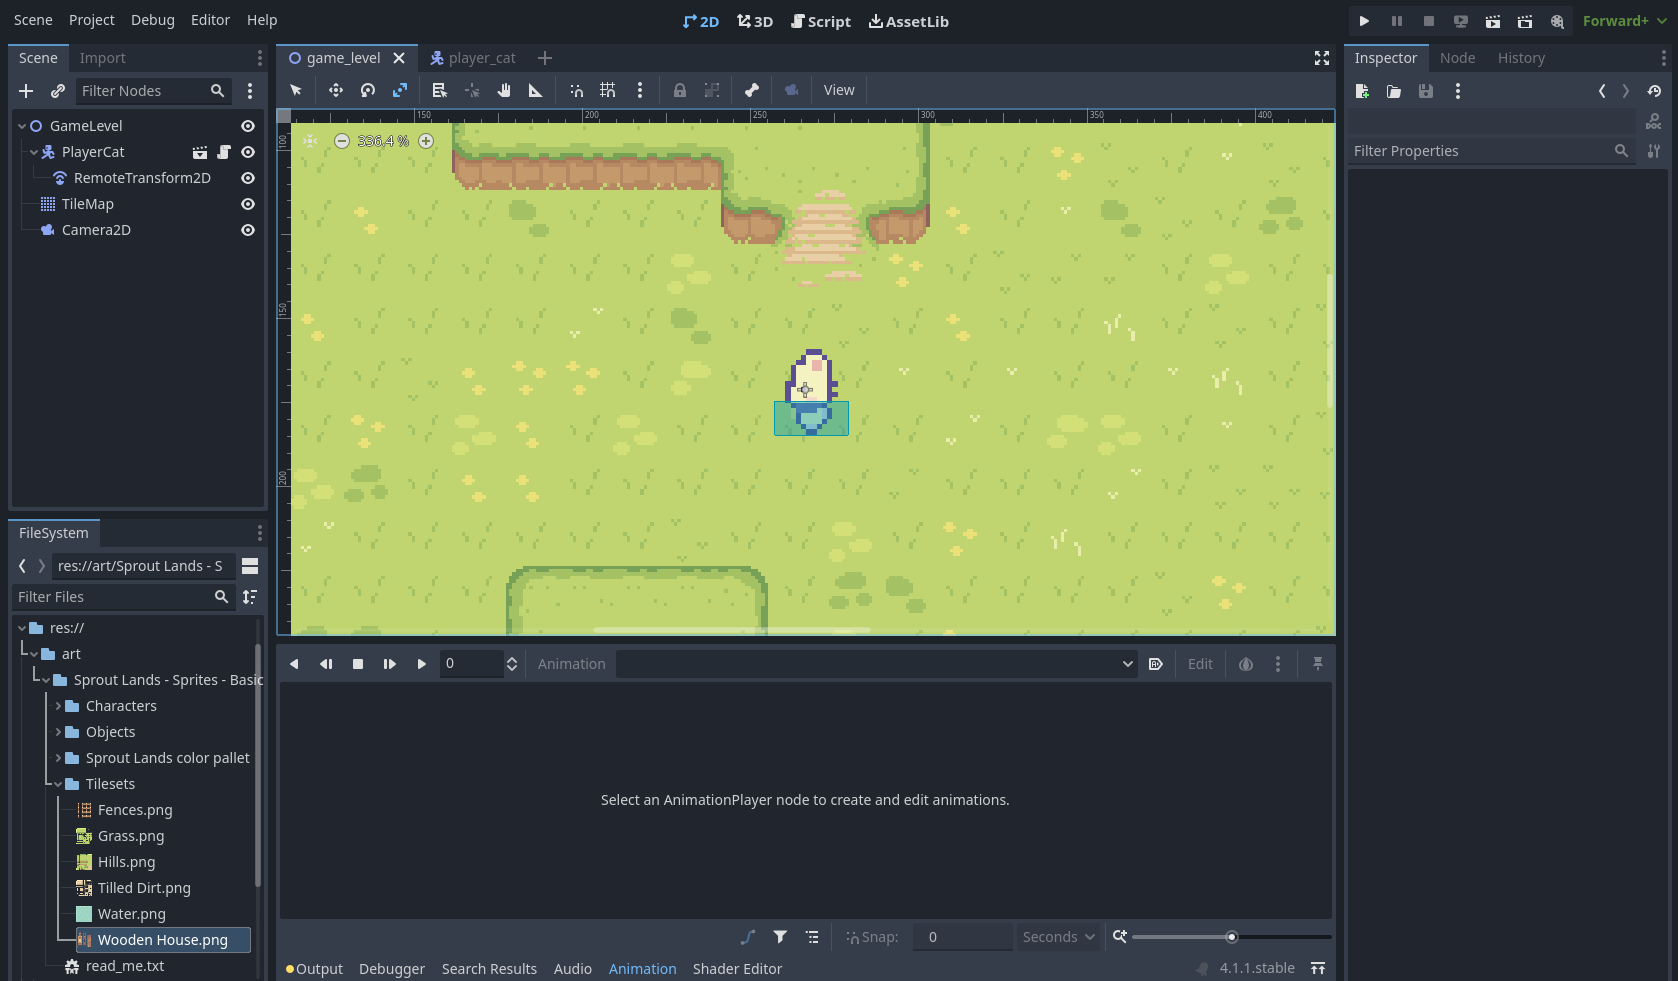 Scene Project Debug Editor Help
2D 3D Script AssetLib
Forward+
Scene Import
Filter Nodes
GameLevel
PlayerCat
RemoteTransform2D
TileMap
Camera2D
FileSystem
res://art/Sprout Lands - S
Filter Files
res://
art
Sprout Lands - Sprites - Basic
Characters
Objects
Sprout Lands color pallet
Tilesets
Fences.png
Grass.png
Hills.png
Tilled Dirt.png
Water.png
Wooden House.png
read_me.txt
game_level player_cat
View
150 200 250 300 350 400
100
150
200
336.4 %
0 Animation Edit
Select an AnimationPlayer node to create and edit animations.
Snap: 0 Seconds
Output Debugger Search Results Audio Animation Shader Editor 4.1.1.stable
Inspector Node History
DOC
Filter Properties